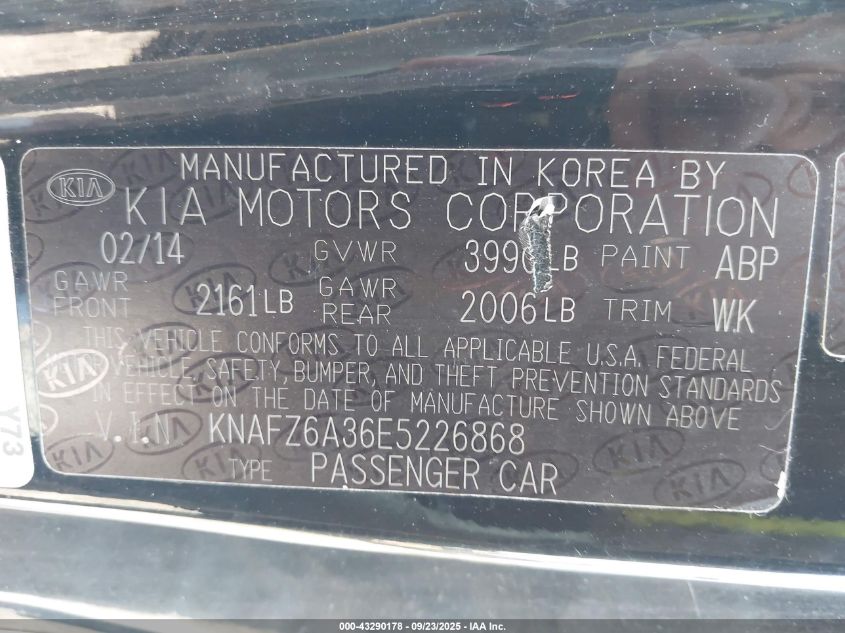 MANUFACTURED IN KOREA BY
KIA KIA MOTORS CORPORATION
02/14 GVWR PAINT ABP
GAWR FRONT 2161LB GAWR REAR 2006LB TRIM WK
THIS VEHICLE CONFORMS TO ALL APPLICABLE U.S.A. FEDERAL
VEHICLE, SAFETY, BUMPER, AND THEFT PREVENTION STANDARDS
IN EFFECT ON THE DATE OF MANUFACTURE SHOWN ABOVE
V.I.N KNAFZ6A36E5226868
TYPE PASSENGER CAR
Y73
000-43290178 - 09/23/2025 - IAA Inc.